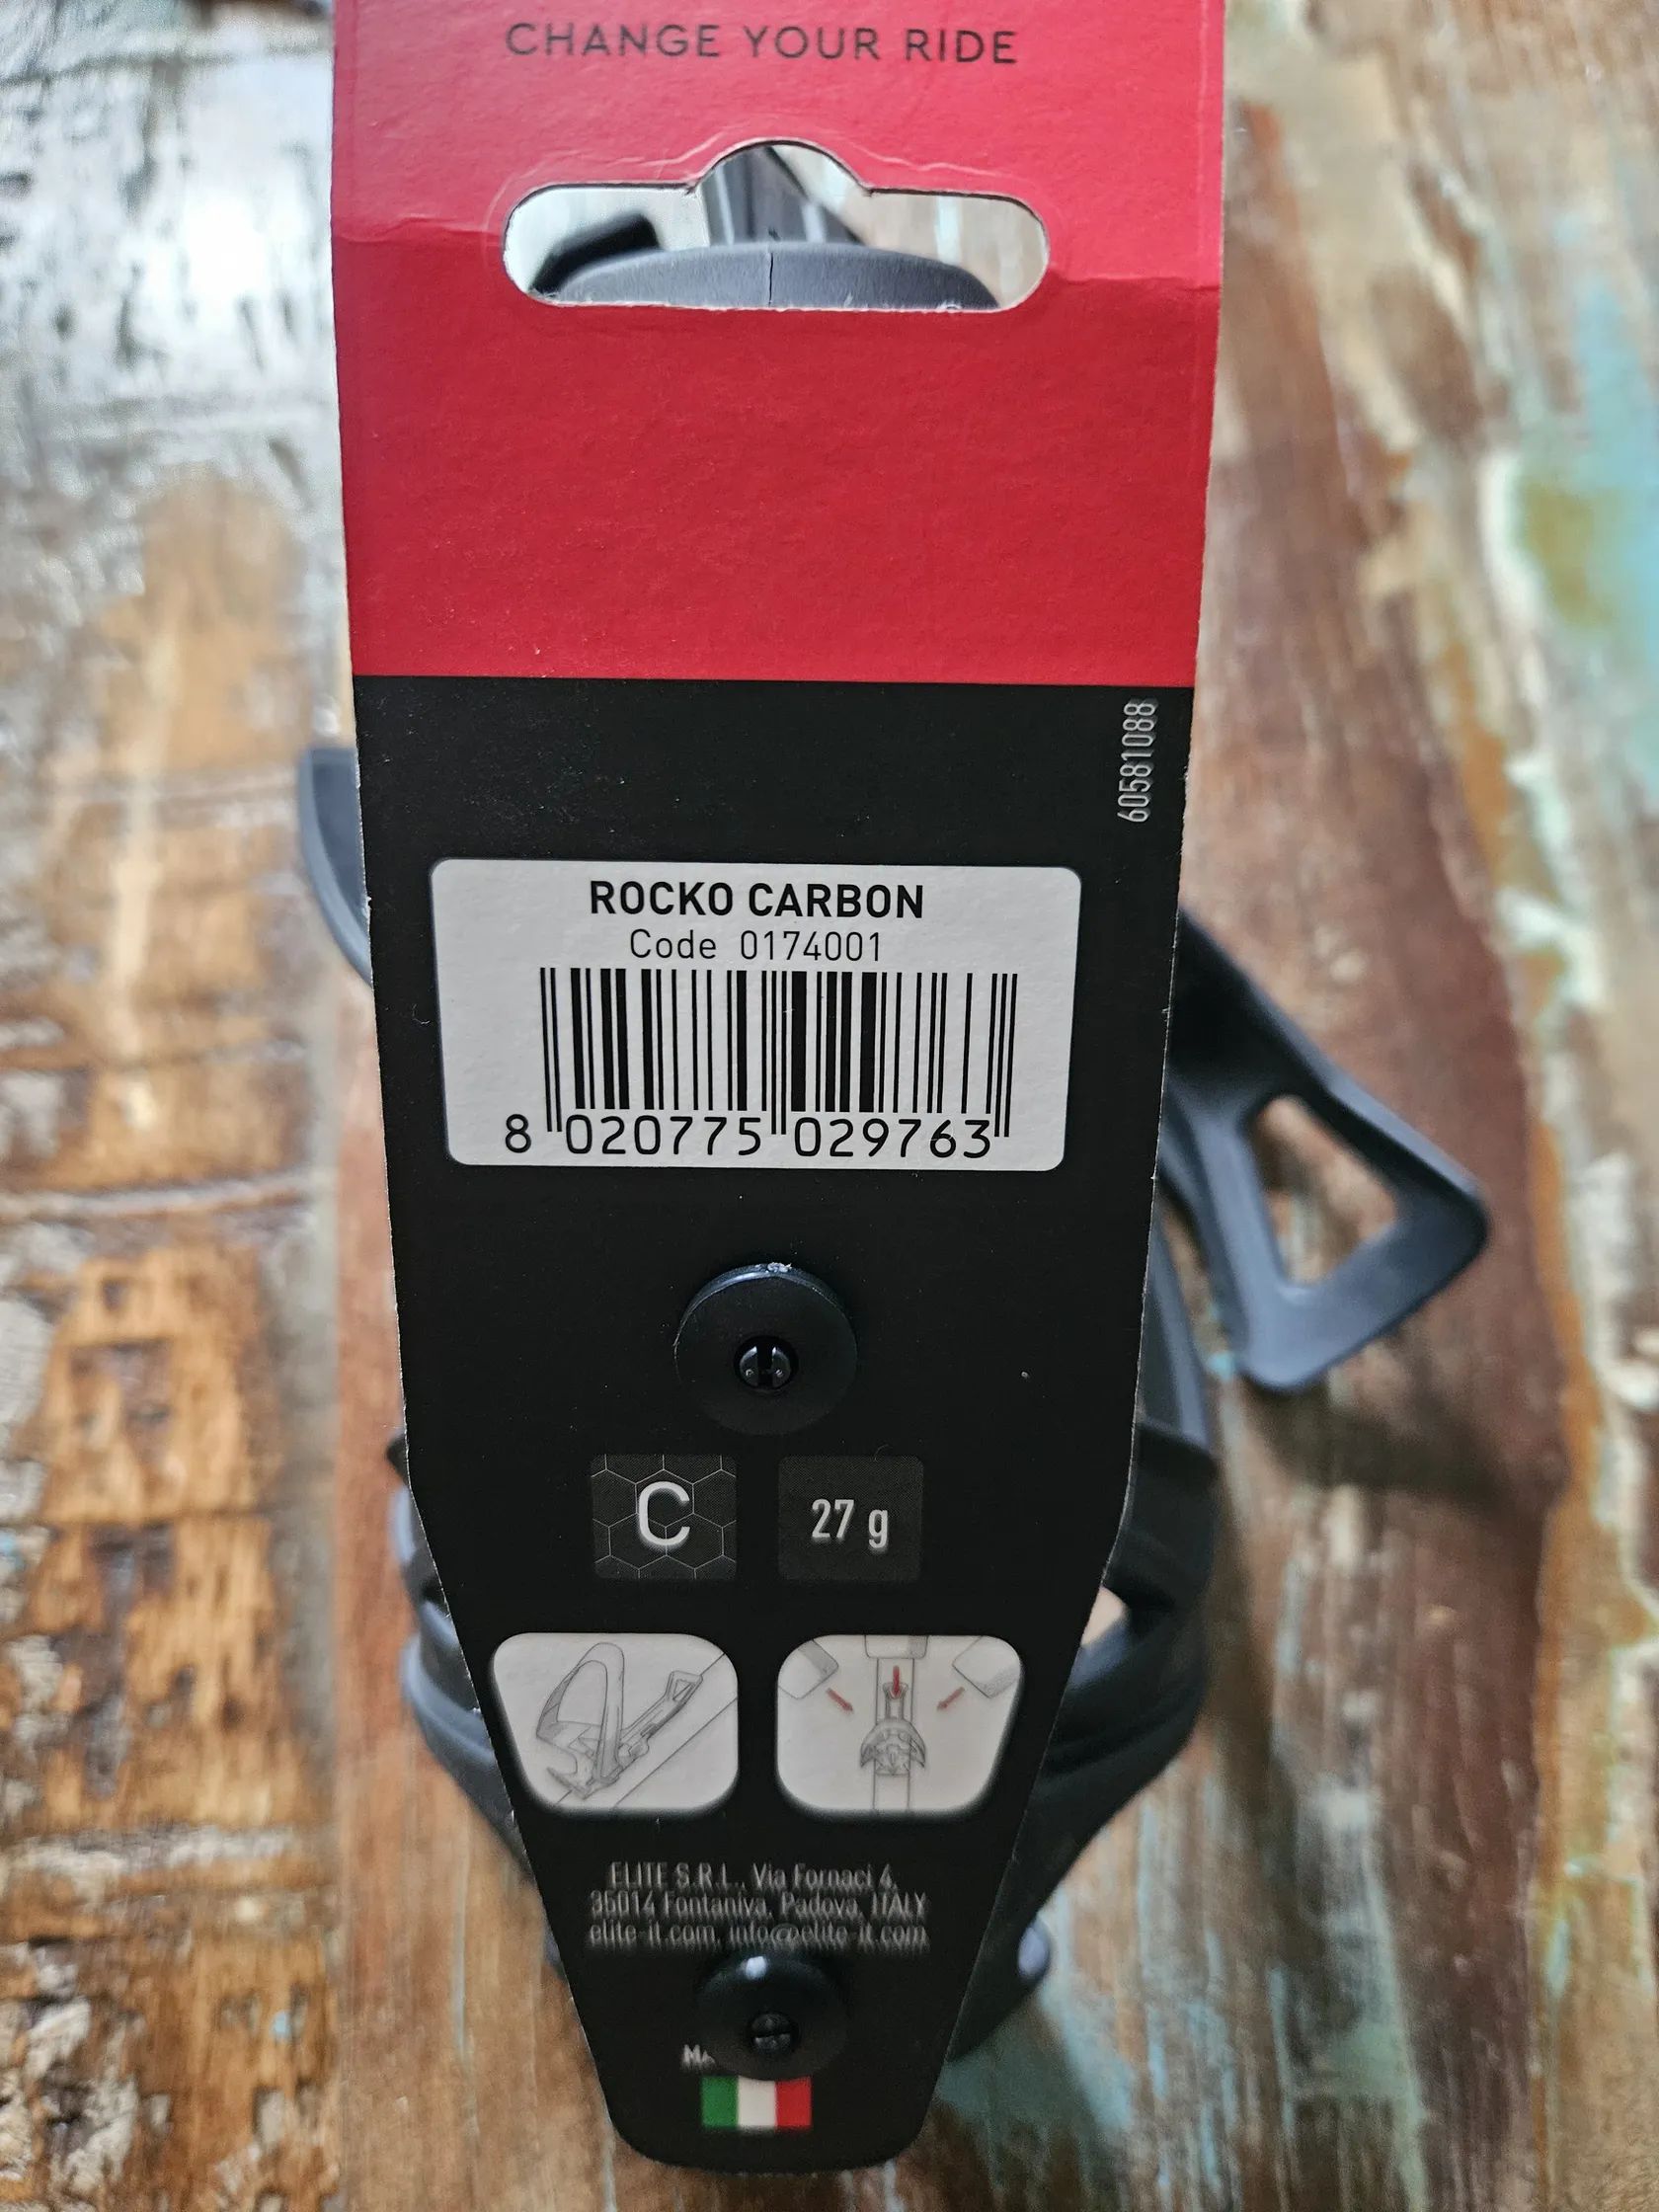 CHANGE YOUR RIDE
60581088
ROCKO CARBON
Code 0174001
8 020775 029763
C
27 g
ELITE S.R.L., Via Fornaci 4,
35014 Fontaniva, Padova, ITALY
elite-it.com, info@elite-it.com